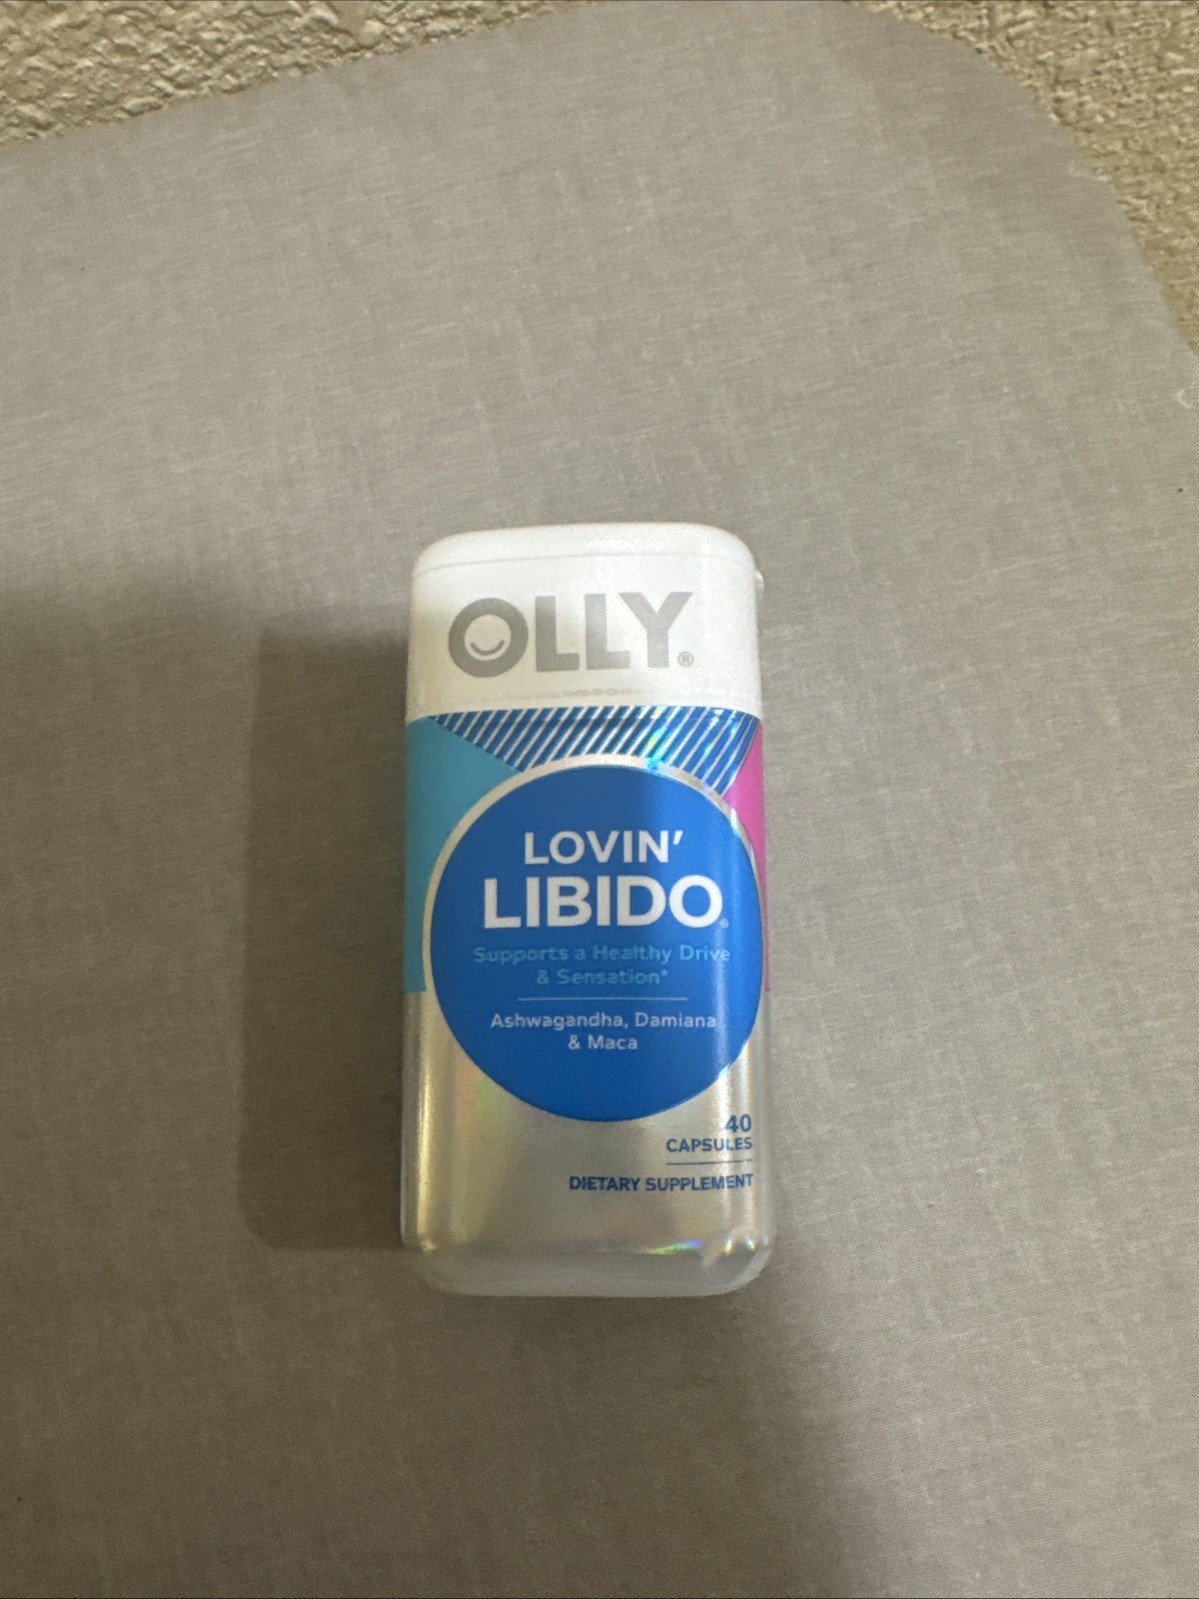 OLLY®
LOVIN'
LIBIDO®
Supports a Healthy Drive
& Sensation*
Ashwagandha, Damiana
& Maca
40
CAPSULES
DIETARY SUPPLEMENT